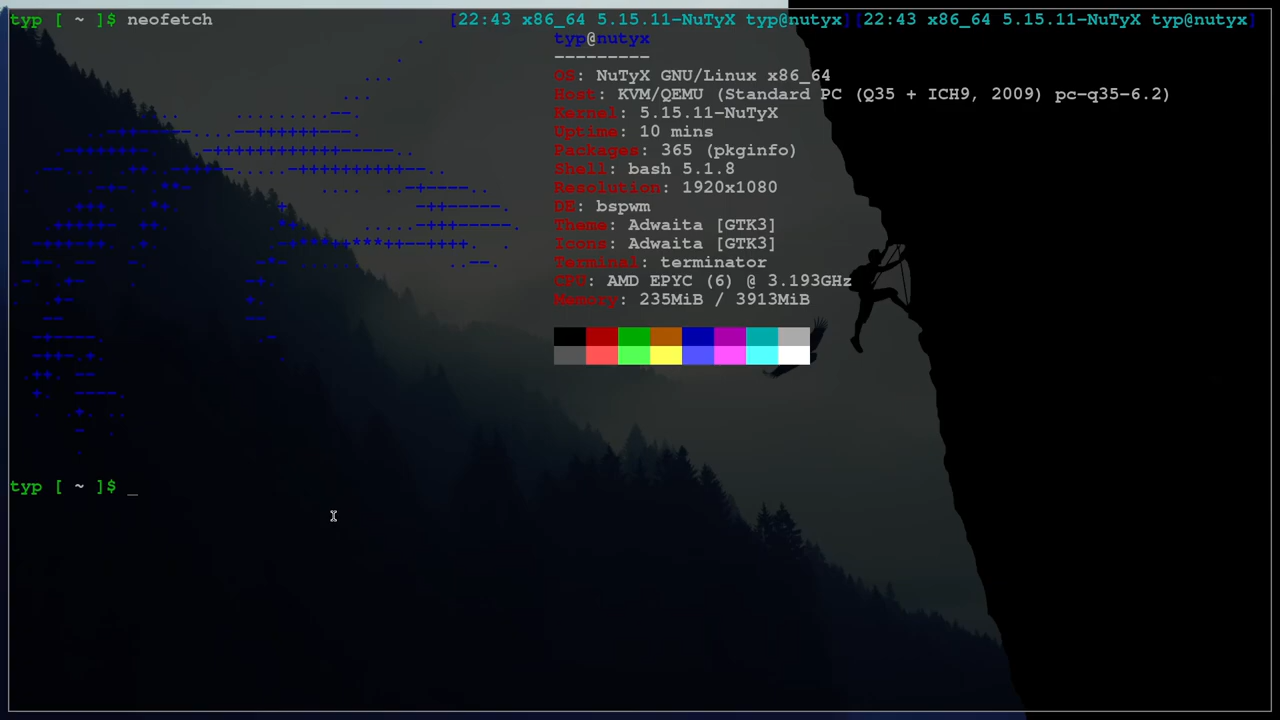 typ [ ~ ]$ neofetch [22:43 x86_64 5.15.11-NuTyX typ@nutyx][22:43 x86_64 5.15.11-NuTyX typ@nutyx]
typ@nutyx
---------
OS: NuTyX GNU/Linux x86_64
Host: KVM/QEMU (Standard PC (Q35 + ICH9, 2009) pc-q35-6.2)
Kernel: 5.15.11-NuTyX
Uptime: 10 mins
Packages: 365 (pkginfo)
Shell: bash 5.1.8
Resolution: 1920x1080
DE: bspwm
Theme: Adwaita [GTK3]
Icons: Adwaita [GTK3]
Terminal: terminator
CPU: AMD EPYC (6) @ 3.193GHz
Memory: 235MiB / 3913MiB
typ [ ~ ]$ _